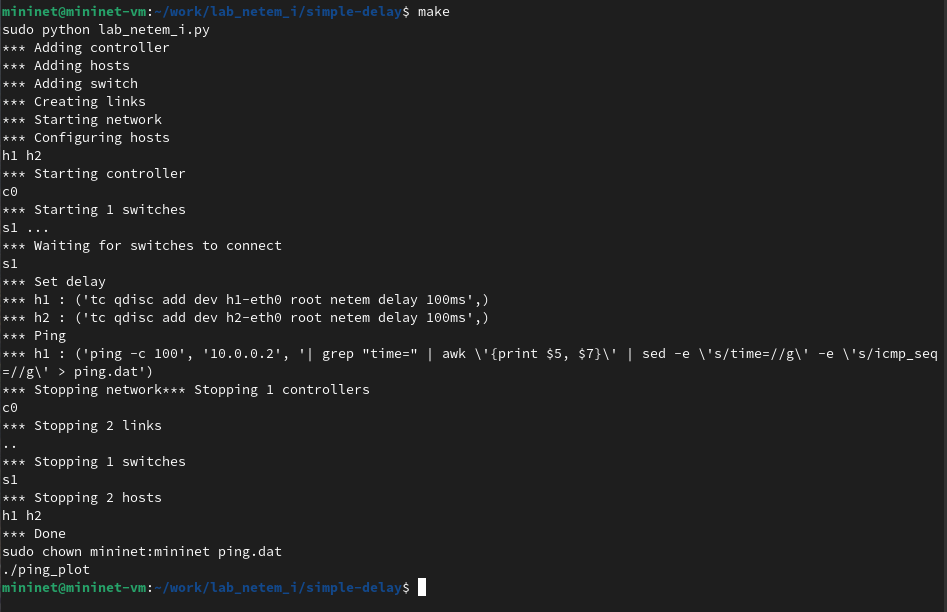 mininet@mininet-vm:~/work/lab_netem_i/simple-delay$ make
sudo python lab_netem_i.py
*** Adding controller
*** Adding hosts
*** Adding switch
*** Creating links
*** Starting network
*** Configuring hosts
h1 h2
*** Starting controller
c0
*** Starting 1 switches
s1 ...
*** Waiting for switches to connect
s1
*** Set delay
*** h1 : ('tc qdisc add dev h1-eth0 root netem delay 100ms',)
*** h2 : ('tc qdisc add dev h2-eth0 root netem delay 100ms',)
*** Ping
*** h1 : ('ping -c 100', '10.0.0.2', '| grep "time=" | awk \'{print $5, $7}\' | sed -e \'s/time=//g\' -e \'s/icmp_seq
=//g\' > ping.dat')
*** Stopping network*** Stopping 1 controllers
c0
*** Stopping 2 links
..
*** Stopping 1 switches
s1
*** Stopping 2 hosts
h1 h2
*** Done
sudo chown mininet:mininet ping.dat
./ping_plot
mininet@mininet-vm:~/work/lab_netem_i/simple-delay$